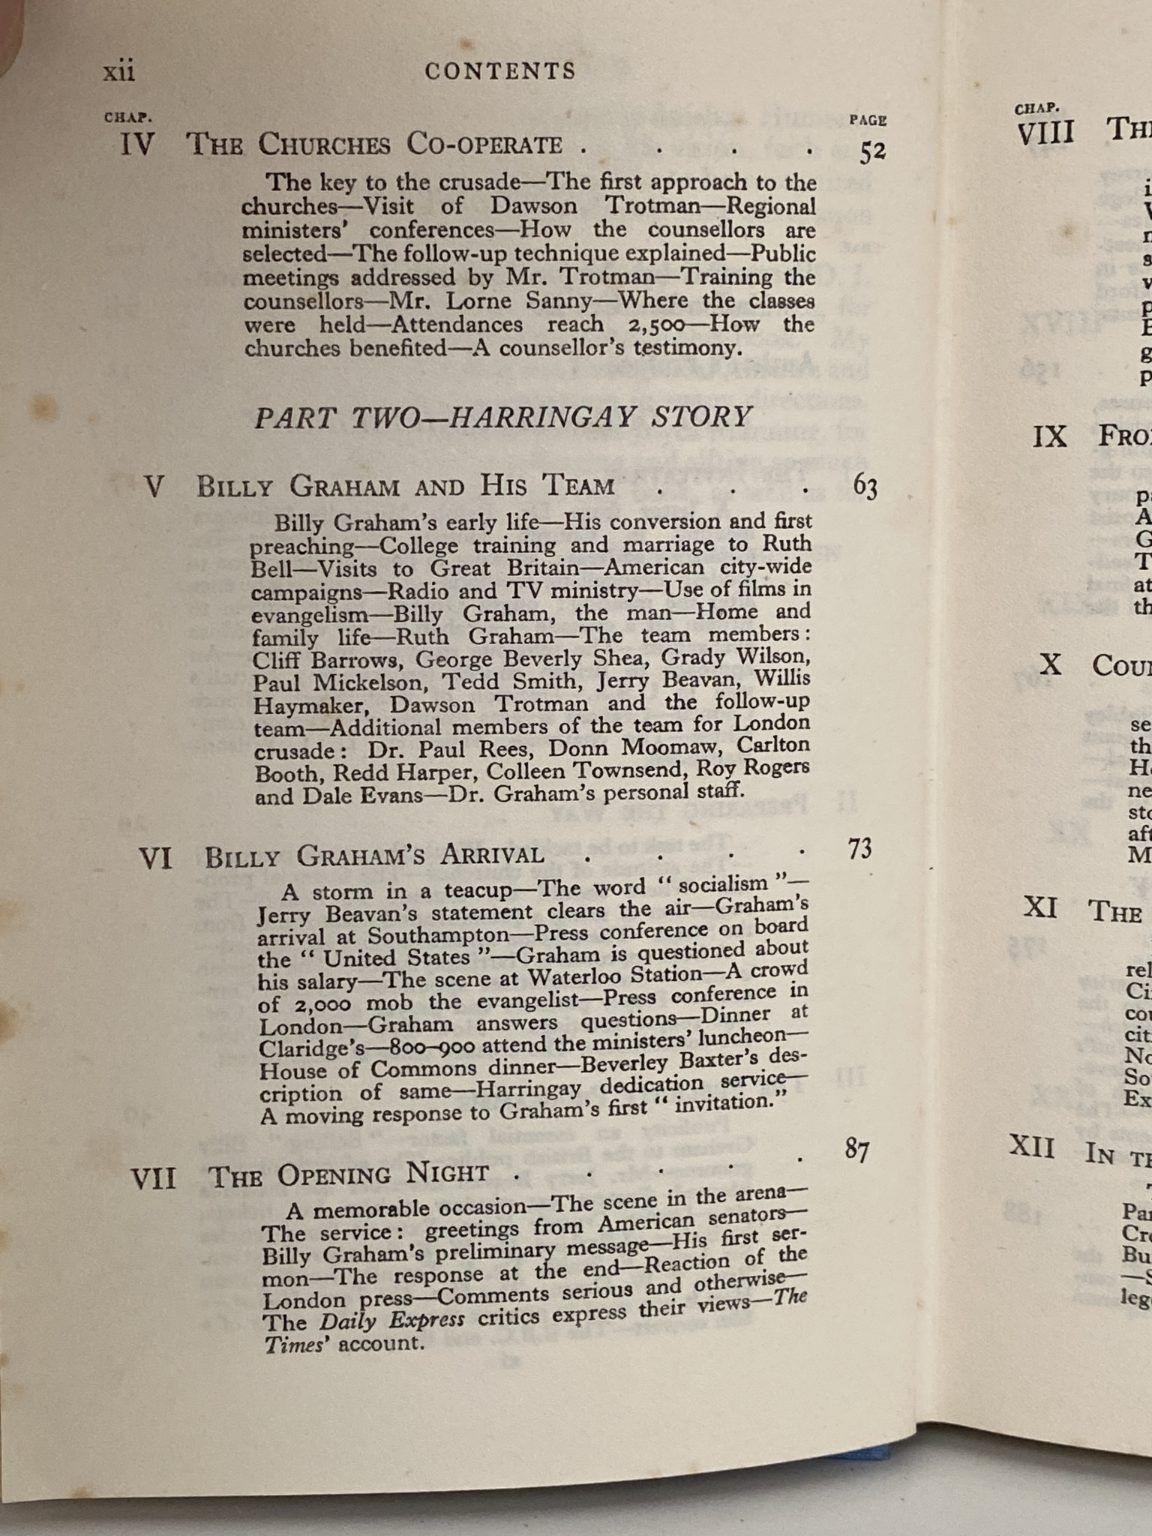 xii CONTENTS
CHAP. PAGE
IV THE CHURCHES CO-OPERATE . . . . 52
The key to the crusade—The first approach to the
churches—Visit of Dawson Trotman—Regional
ministers' conferences—How the counsellors are
selected—The follow-up technique explained—Public
meetings addressed by Mr. Trotman—Training the
counsellors—Mr. Lorne Sanny—Where the classes
were held—Attendances reach 2,500—How the
churches benefited—A counsellor's testimony.
PART TWO—HARRINGAY STORY
V BILLY GRAHAM AND HIS TEAM . . . 63
Billy Graham's early life—His conversion and first
preaching—College training and marriage to Ruth
Bell—Visits to Great Britain—American city-wide
campaigns—Radio and TV ministry—Use of films in
evangelism—Billy Graham, the man—Home and
family life—Ruth Graham—The team members:
Cliff Barrows, George Beverly Shea, Grady Wilson,
Paul Mickelson, Tedd Smith, Jerry Beavan, Willis
Haymaker, Dawson Trotman and the follow-up
team—Additional members of the team for London
crusade: Dr. Paul Rees, Donn Moomaw, Carlton
Booth, Redd Harper, Colleen Townsend, Roy Rogers
and Dale Evans—Dr. Graham's personal staff.
VI BILLY GRAHAM'S ARRIVAL . . . . 73
A storm in a teacup—The word "socialism"—
Jerry Beavan's statement clears the air—Graham's
arrival at Southampton—Press conference on board
the "United States"—Graham is questioned about
his salary—The scene at Waterloo Station—A crowd
of 2,000 mob the evangelist—Press conference in
London—Graham answers questions—Dinner at
Claridge's—800-900 attend the ministers' luncheon—
House of Commons dinner—Beverley Baxter's des-
cription of same—Harringay dedication service—
A moving response to Graham's first "invitation."
VII THE OPENING NIGHT . . . . . 87
A memorable occasion—The scene in the arena—
The service: greetings from American senators—
Billy Graham's preliminary message—His first ser-
mon—The response at the end—Reaction of the
London press—Comments serious and otherwise—
The Daily Express critics express their views—The
Times' account.
CHAP.
VIII
IX
X
XI THE
XII IN